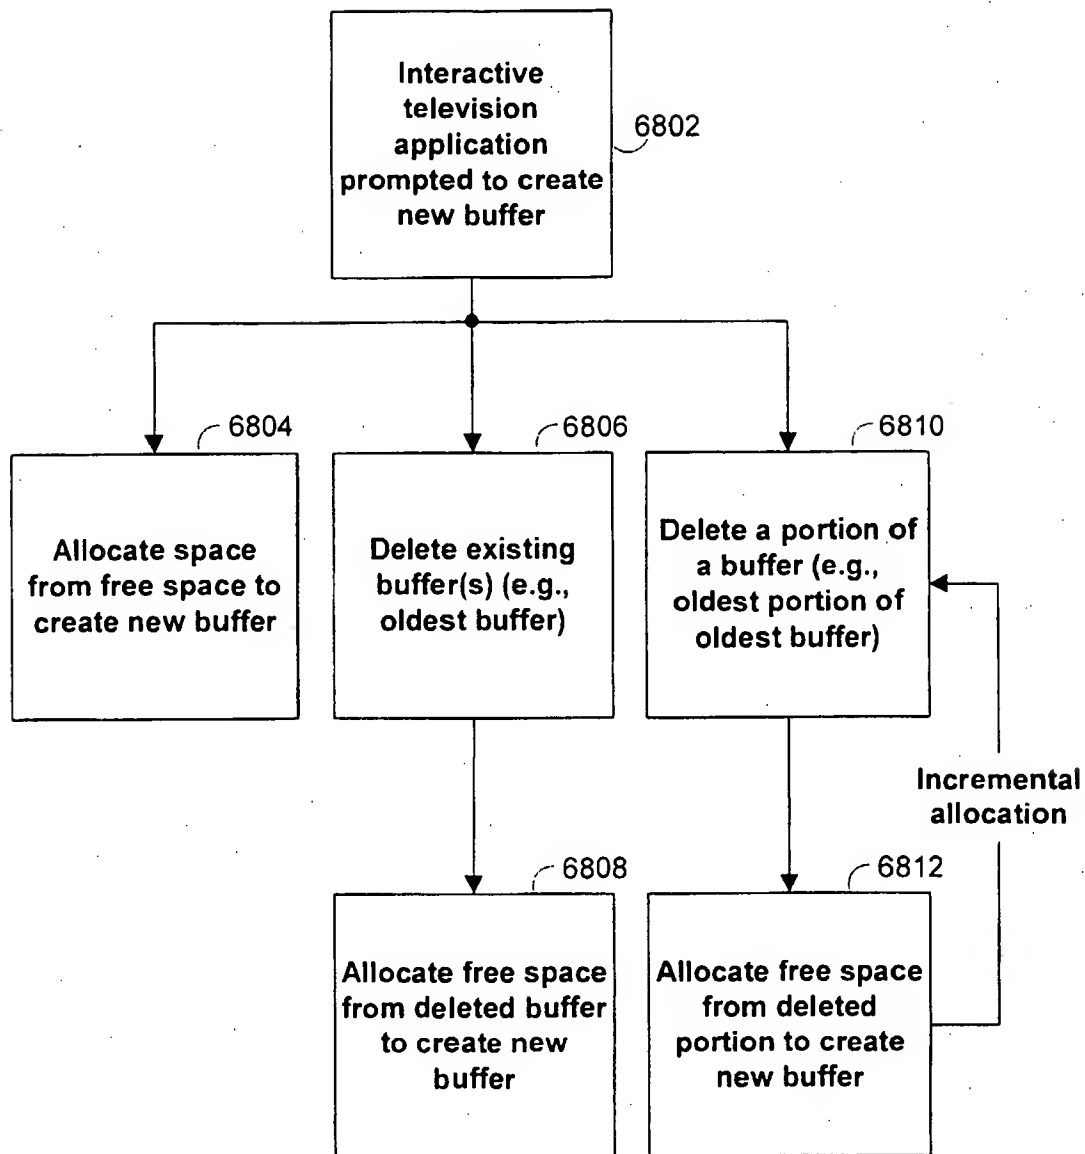 Interactive
television
application
prompted to create
new buffer
6802
6804
6806
6810
Allocate space
from free space to
create new buffer
Delete existing
buffer(s) (e.g.,
oldest buffer)
Delete a portion of
a buffer (e.g.,
oldest portion of
oldest buffer)
Incremental
allocation
6808
6812
Allocate free space
from deleted buffer
to create new
buffer
Allocate free space
from deleted
portion to create
new buffer